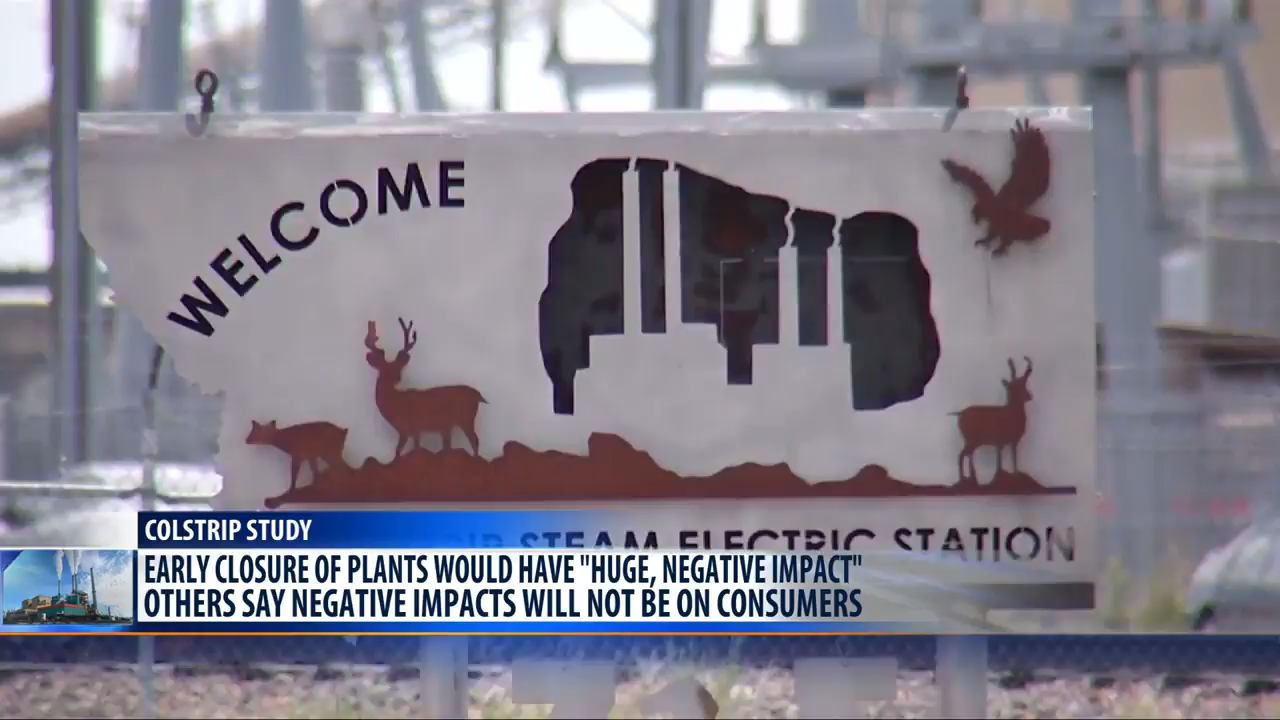 WELCOME
STEAM ELECTRIC STATION
COLSTRIP STUDY
EARLY CLOSURE OF PLANTS WOULD HAVE "HUGE, NEGATIVE IMPACT"
OTHERS SAY NEGATIVE IMPACTS WILL NOT BE ON CONSUMERS